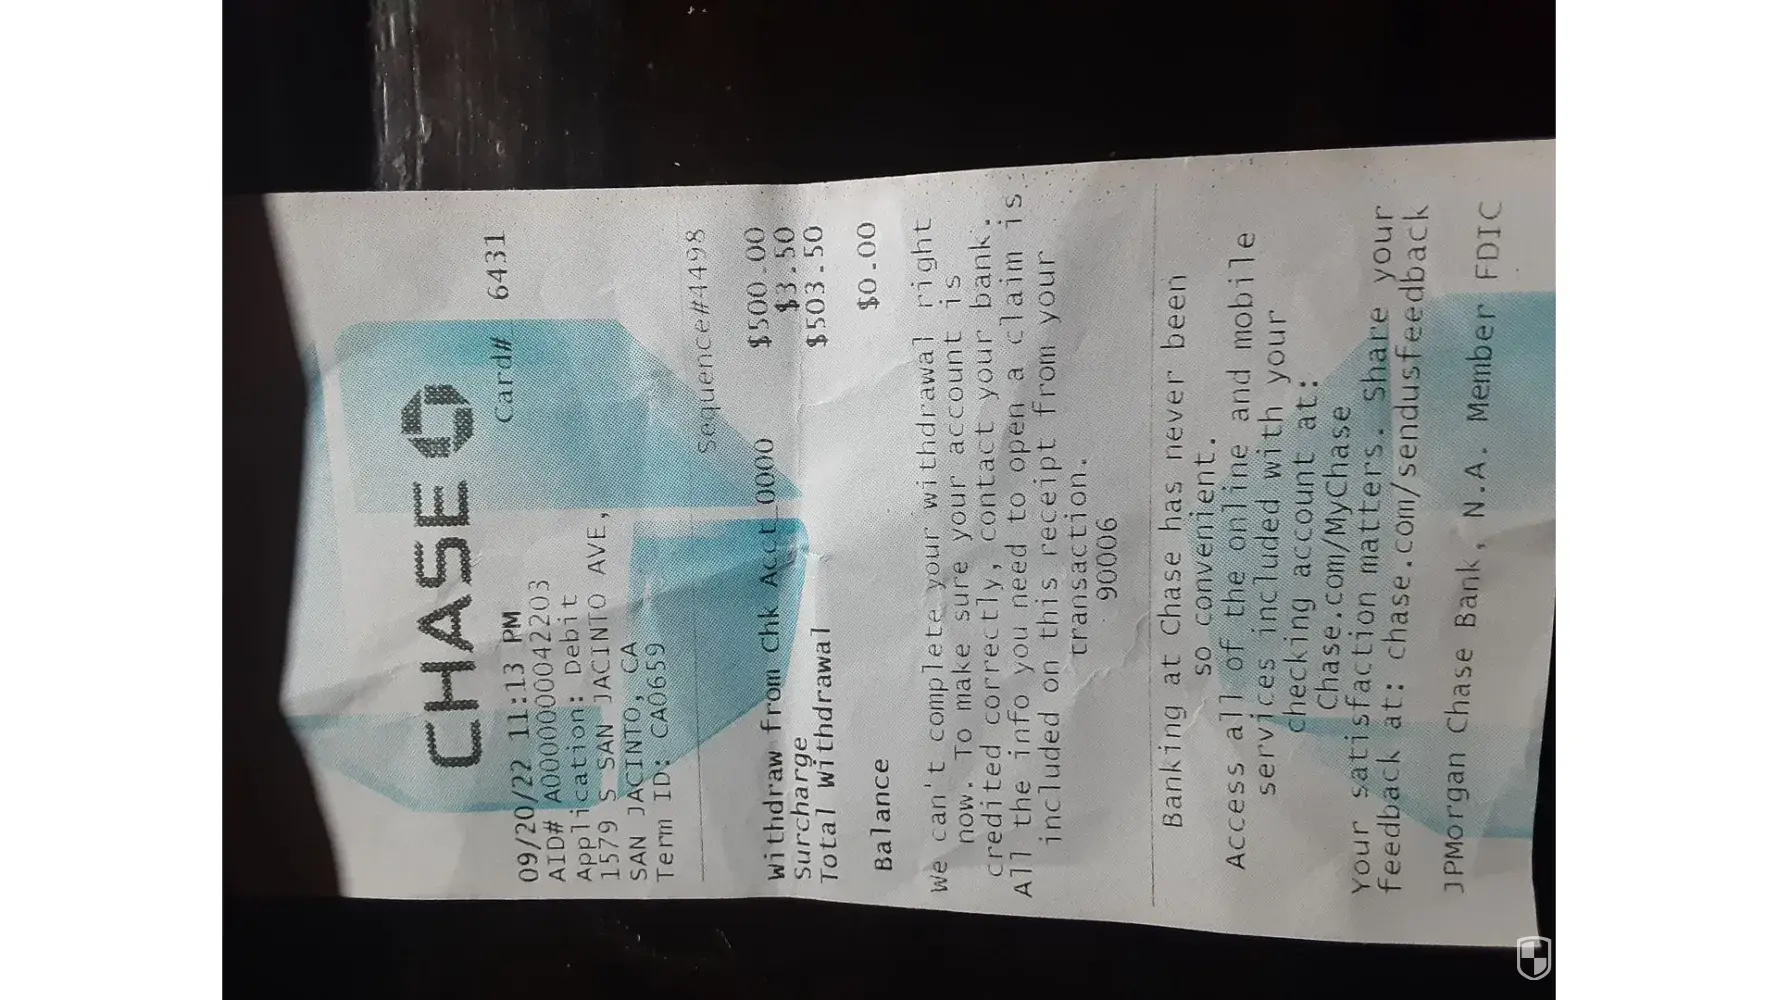 CHASE
Card# 6431
09/20/22 11:13 PM
AID# A0000000042203
Application: Debit
1579 S SAN JACINTO AVE,
SAN JACINTO, CA
Term ID: CA0659
Sequence#4498
Withdraw from Chk Acct 0000 $500.00
Surcharge $3.50
Total Withdrawal $503.50
Balance $0.00
We can't complete your withdrawal right
now. To make sure your account is
credited correctly, contact your bank.
All the info you need to open a claim is
included on this receipt from your
transaction.
90006
Banking at Chase has never been
so convenient.
Access all of the online and mobile
services included with your
checking account at:
Chase.com/MyChase
Your satisfaction matters. Share your
feedback at: chase.com/sendusfeedback
JPMorgan Chase Bank, N.A. Member FDIC